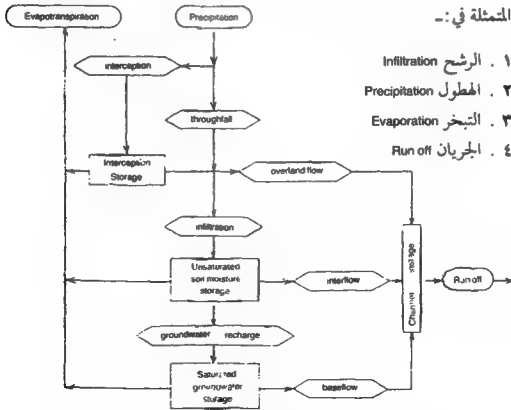 المتمثلة في :ـ
١ . الرشح Infiltration
٢ . الهطول Precipitation
٣ . التبخر Evaporation
٤ . الجريان Run off
Evapotranspiration
Precipitation
interception
throughfall
Interception
Storage
overland flow
infiltration
Unsaturated
soil moisture
storage
interflow
Channel storage
Run off
groundwater recharge
Saturated
groundwater
storage
baseflow